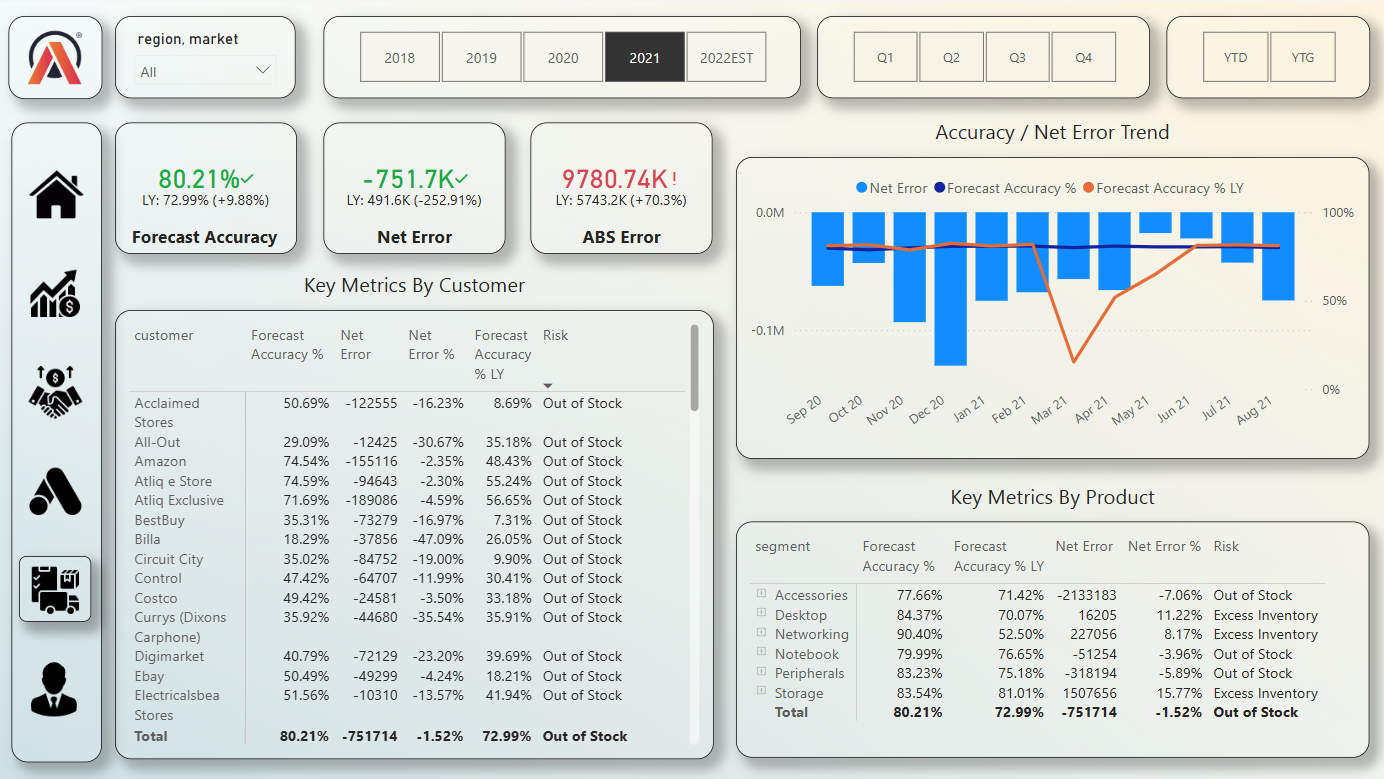 region, market
All
2018 2019 2020 2021 2022EST
Q1 Q2 Q3 Q4
YTD YTG
80.21%
LY: 72.99% (+9.88%)
Forecast Accuracy
-751.7K
LY: 491.6K (-252.91%)
Net Error
9780.74K !
LY: 5743.2K (+70.3%)
ABS Error
Key Metrics By Customer
customer Forecast Accuracy % Net Error Net Error % Forecast Accuracy % LY Risk
Acclaimed Stores 50.69% -122555 -16.23% 8.69% Out of Stock
All-Out 29.09% -12425 -30.67% 35.18% Out of Stock
Amazon 74.54% -155116 -2.35% 48.43% Out of Stock
Atliq e Store 74.59% -94643 -2.30% 55.24% Out of Stock
Atliq Exclusive 71.69% -189086 -4.59% 56.65% Out of Stock
BestBuy 35.31% -73279 -16.97% 7.31% Out of Stock
Billa 18.29% -37856 -47.09% 26.05% Out of Stock
Circuit City 35.02% -84752 -19.00% 9.90% Out of Stock
Control 47.42% -64707 -11.99% 30.41% Out of Stock
Costco 49.42% -24581 -3.50% 33.18% Out of Stock
Currys (Dixons Carphone) 35.92% -44680 -35.54% 35.91% Out of Stock
Digimarket 40.79% -72129 -23.20% 39.69% Out of Stock
Ebay 50.49% -49299 -4.24% 18.21% Out of Stock
Electricalsbea Stores 51.56% -10310 -13.57% 41.94% Out of Stock
Total 80.21% -751714 -1.52% 72.99% Out of Stock
Accuracy / Net Error Trend
Net Error Forecast Accuracy % Forecast Accuracy % LY
0.0M
-0.1M
100%
50%
0%
Sep 20 Oct 20 Nov 20 Dec 20 Jan 21 Feb 21 Mar 21 Apr 21 May 21 Jun 21 Jul 21 Aug 21
Key Metrics By Product
segment Forecast Accuracy % Forecast Accuracy % LY Net Error Net Error % Risk
Accessories 77.66% 71.42% -2133183 -7.06% Out of Stock
Desktop 84.37% 70.07% 16205 11.22% Excess Inventory
Networking 90.40% 52.50% 227056 8.17% Excess Inventory
Notebook 79.99% 76.65% -51254 -3.96% Out of Stock
Peripherals 83.23% 75.18% -318194 -5.89% Out of Stock
Storage 83.54% 81.01% 1507656 15.77% Excess Inventory
Total 80.21% 72.99% -751714 -1.52% Out of Stock